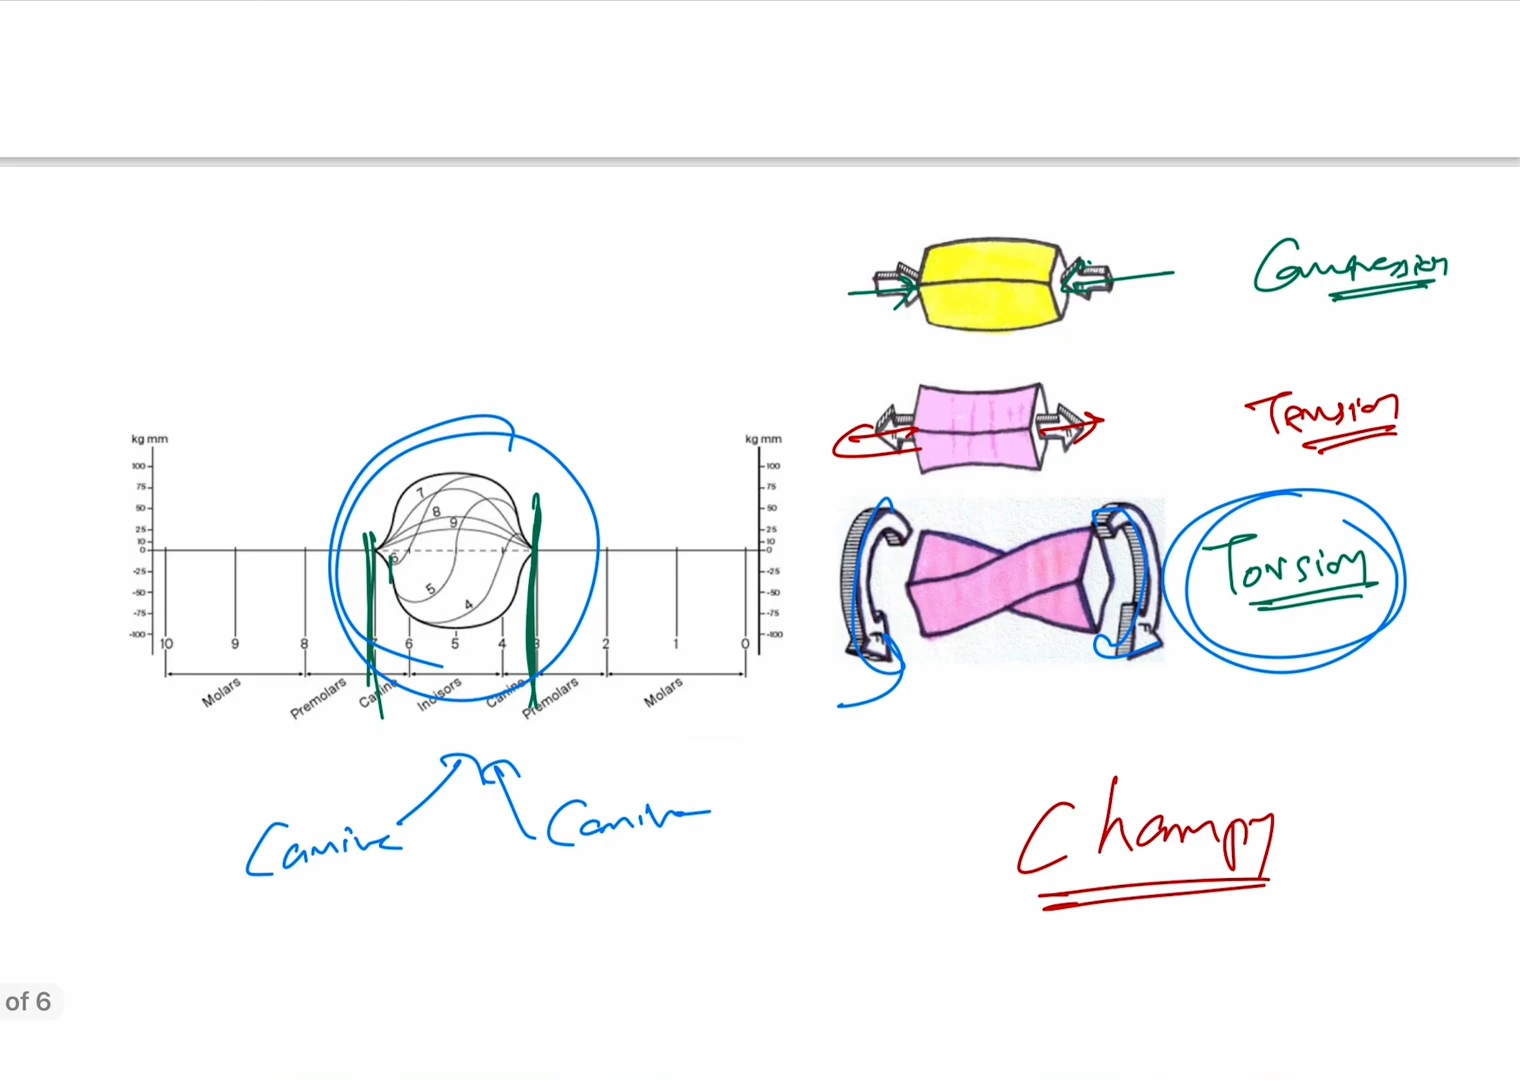 Compression
Tension
kg mm
kg mm
100
75
50
25
10
0
-25
-50
-75
-100
100
75
50
25
10
0
-25
-50
-75
-100
7
8
9
6
5
4
Torsion
10 9 8 7 6 5 4 3 2 1 0
Molars Premolars Canine Incisors Canine Premolars Molars
Canine Canine
Champy
of 6